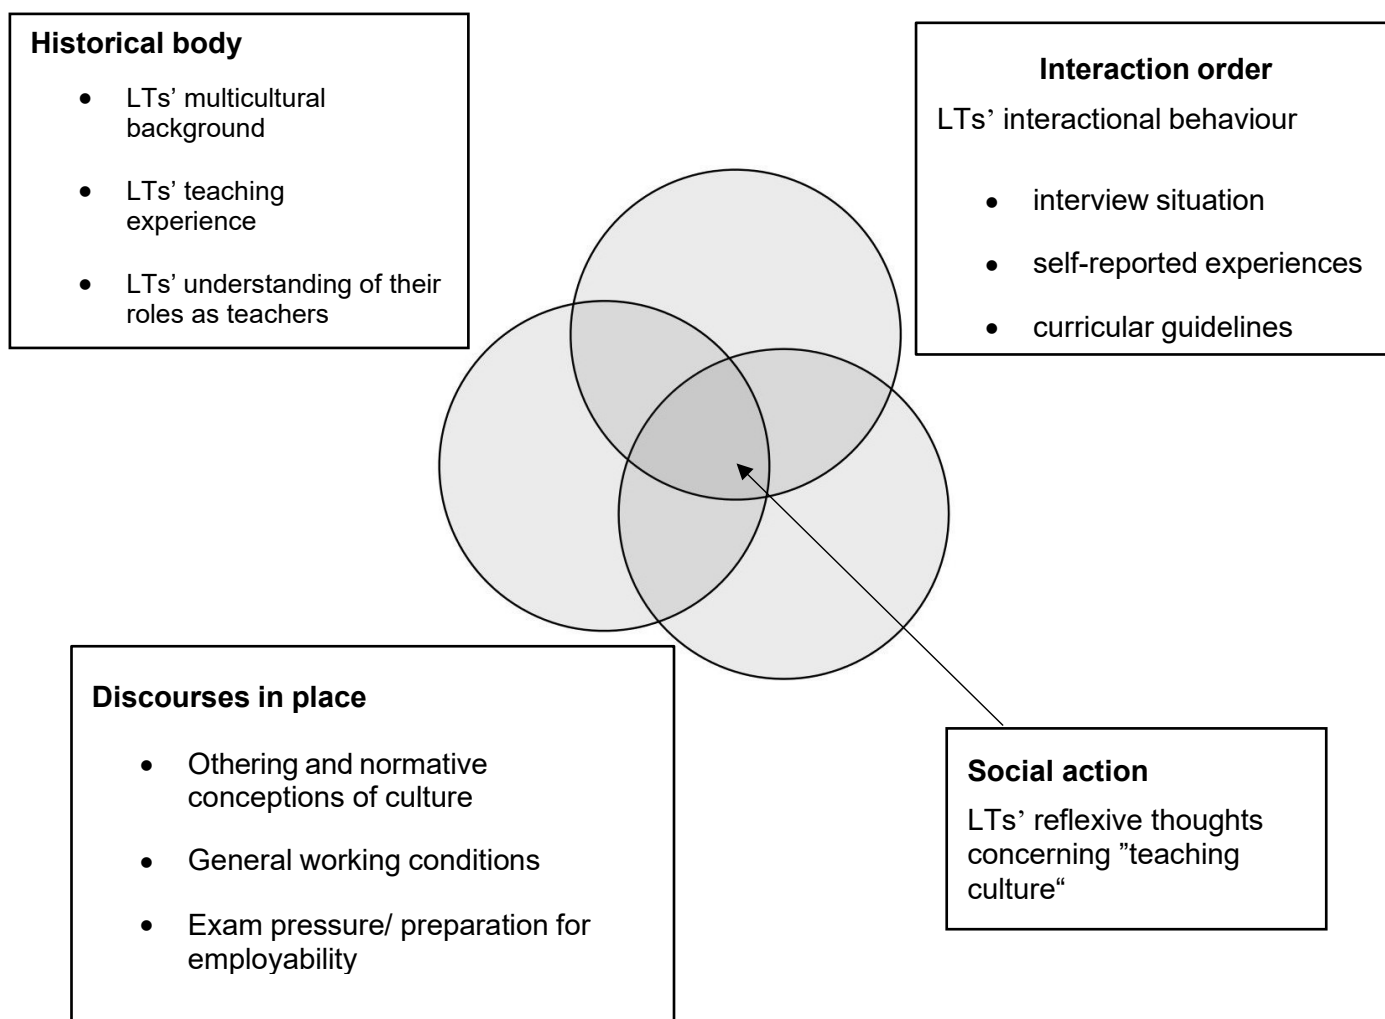 Historical body
• LTs’ multicultural
background
• LTs’ teaching
experience
• LTs’ understanding of their
roles as teachers
Interaction order
LTs’ interactional behaviour
• interview situation
• self-reported experiences
• curricular guidelines
Discourses in place
• Othering and normative
conceptions of culture
• General working conditions
• Exam pressure/ preparation for
employability
Social action
LTs’ reflexive thoughts
concerning ”teaching
culture“